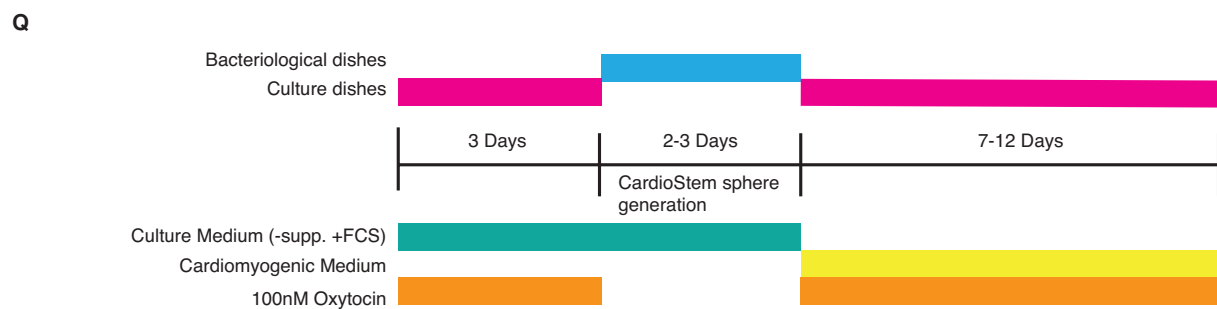 Q
Bacteriological dishes
Culture dishes
3 Days
2-3 Days
7-12 Days
CardioStem sphere
generation
Culture Medium (-supp. +FCS)
Cardiomyogenic Medium
100nM Oxytocin